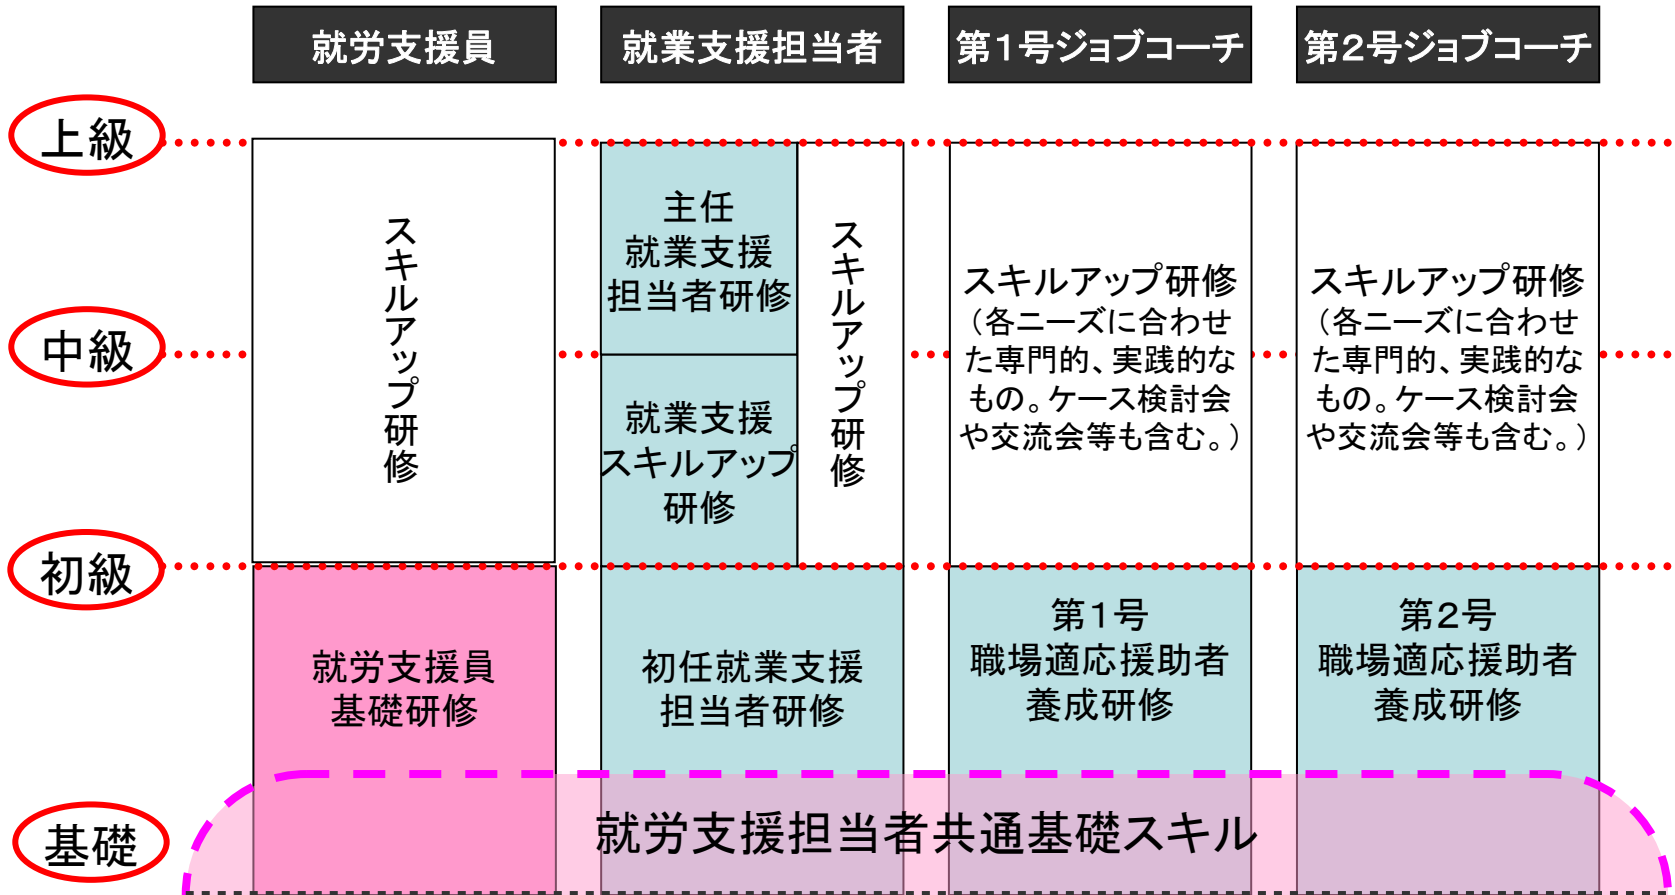 就労支援員
就業支援担当者
第1号ジョブコーチ
第2号ジョブコーチ
上級
中級
初級
基礎
スキルアップ研修
主任
就業支援
担当者研修
就業支援
スキルアップ
研修
スキルアップ研修
スキルアップ研修
（各ニーズに合わせ
た専門的、実践的な
もの。ケース検討会
や交流会等も含む。）
スキルアップ研修
（各ニーズに合わせ
た専門的、実践的な
もの。ケース検討会
や交流会等も含む。）
就労支援員
基礎研修
初任就業支援
担当者研修
第1号
職場適応援助者
養成研修
第2号
職場適応援助者
養成研修
就労支援担当者共通基礎スキル